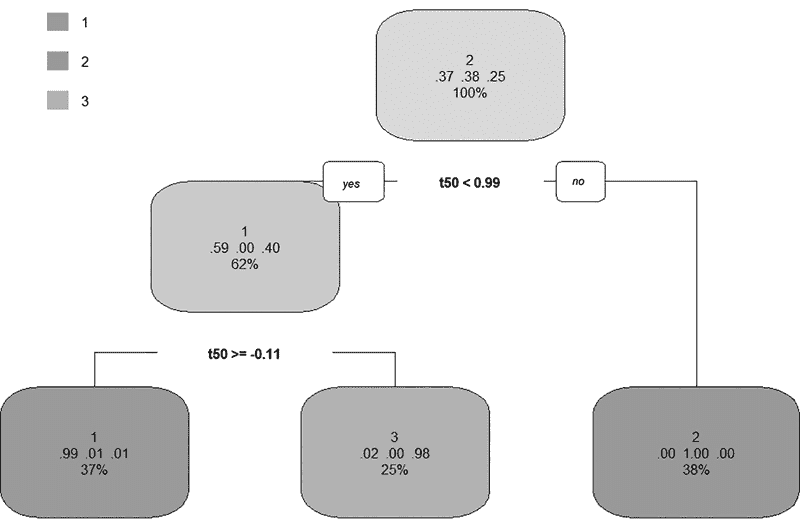 1
2
3
2
.37 .38 .25
100%
yes
t50 < 0.99
no
1
.59 .00 .40
62%
t50 >= -0.11
1
.99 .01 .01
37%
3
.02 .00 .98
25%
2
.00 1.00 .00
38%